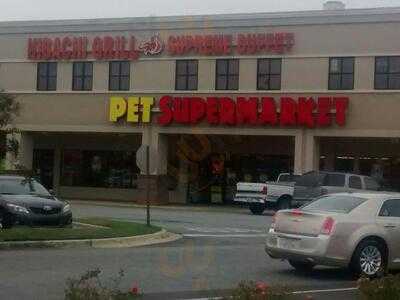 HIBACHI GRILL SUPREME BUFFET
PET SUPERMARKET